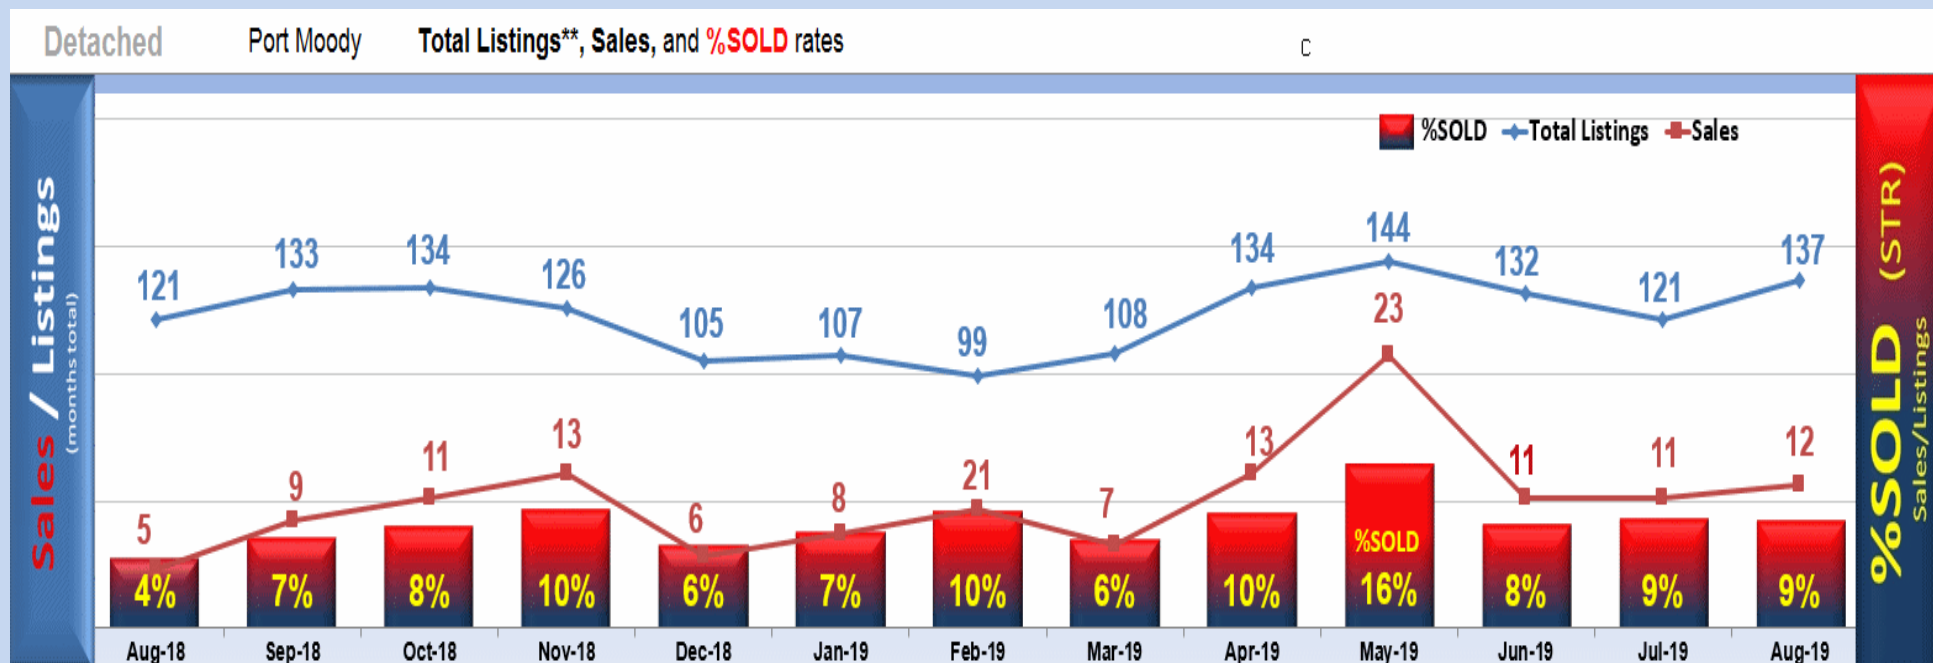 Detached Port Moody Total Listings**, Sales, and %SOLD rates C
Sales / Listings
(months total)
%SOLD Total Listings Sales
121 133 134 126 105 107 99 108 134 144 132 121 137
5 9 11 13 6 8 21 7 13 23 11 11 12
%SOLD
4% 7% 8% 10% 6% 7% 10% 6% 10% 16% 8% 9% 9%
Aug-18 Sep-18 Oct-18 Nov-18 Dec-18 Jan-19 Feb-19 Mar-19 Apr-19 May-19 Jun-19 Jul-19 Aug-19
%SOLD (STR)
Sales/Listings